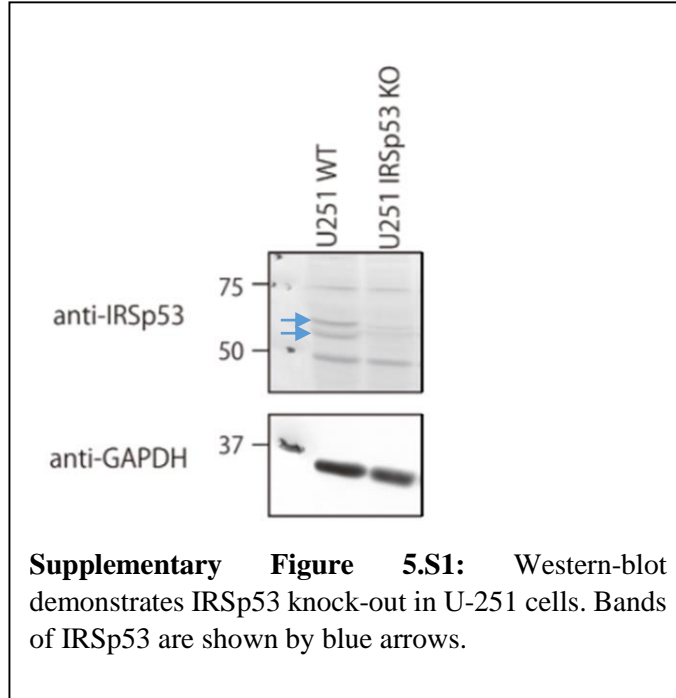 U251 WT
U251 IRSp53 KO
75
anti-IRSp53
50
37
anti-GAPDH
Supplementary Figure 5.S1: Western-blot
demonstrates IRSp53 knock-out in U-251 cells. Bands
of IRSp53 are shown by blue arrows.